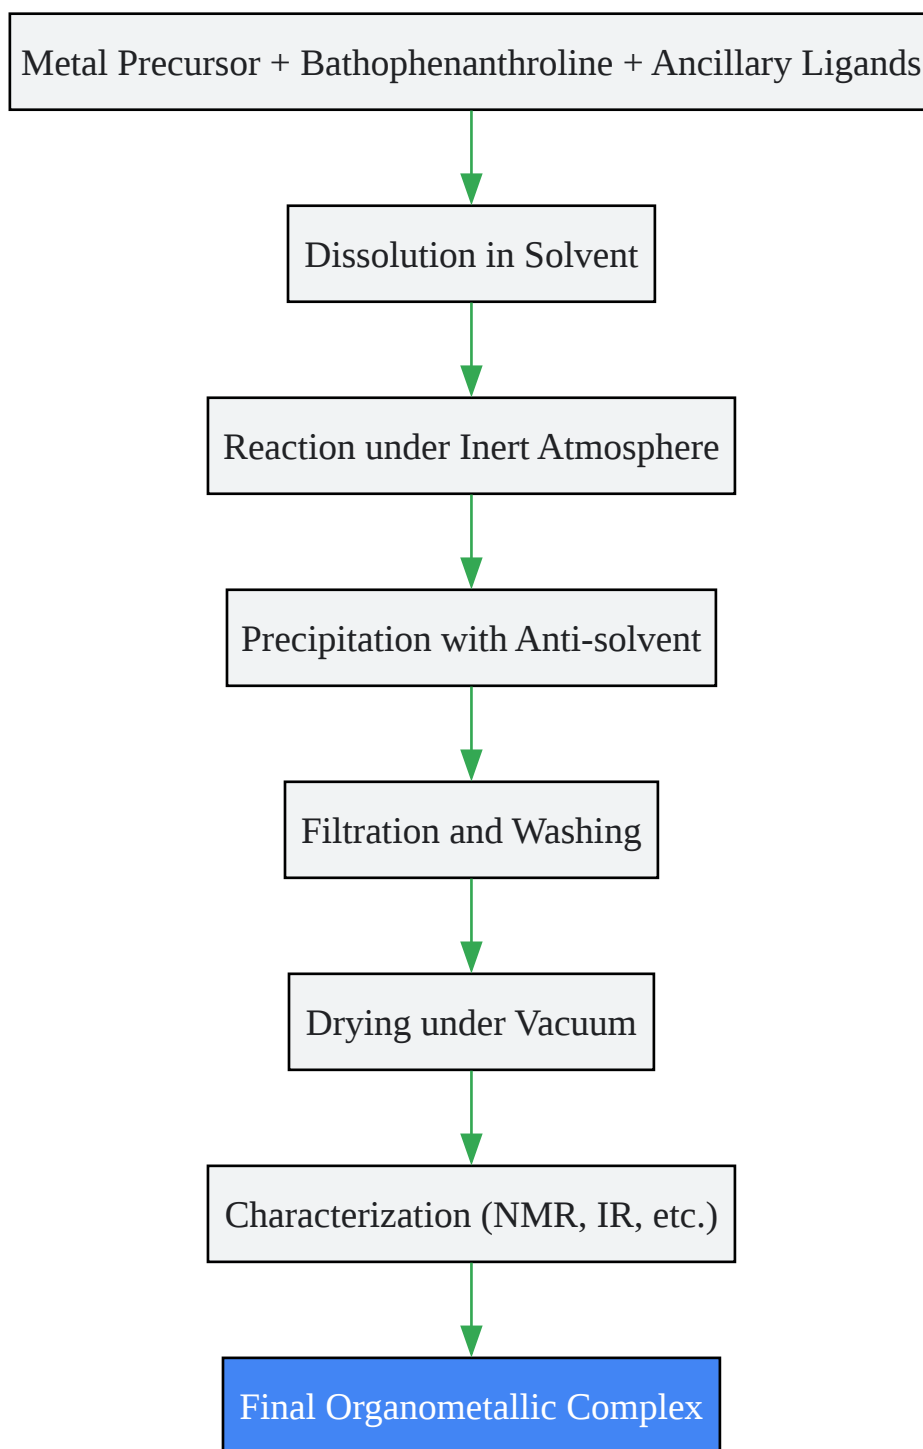 Metal Precursor + Bathophenanthroline + Ancillary Ligands
Dissolution in Solvent
Reaction under Inert Atmosphere
Precipitation with Anti-solvent
Filtration and Washing
Drying under Vacuum
Characterization (NMR, IR, etc.)
Final Organometallic Complex